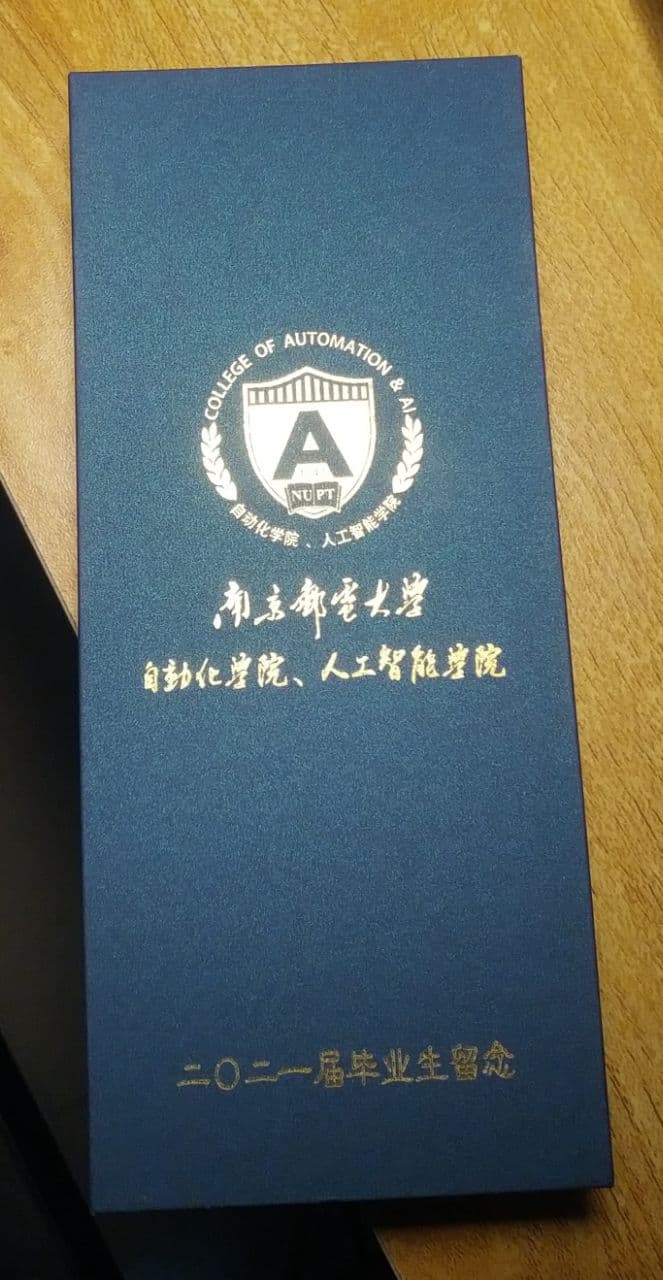 COLLEGE OF AUTOMATION & AI
A
NUPT
自动化学院、人工智能学院
南京郵電大學
自動化學院、人工智能學院
二〇二一届毕业生留念